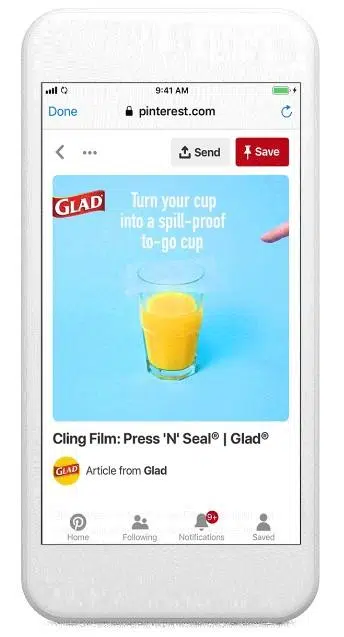 9:41 AM
Done pinterest.com
Send Save
GLAD
Turn your cup
into a spill-proof
to-go cup
Cling Film: Press 'N' Seal® | Glad®
GLAD Article from Glad
9+
Home Following Notifications Saved